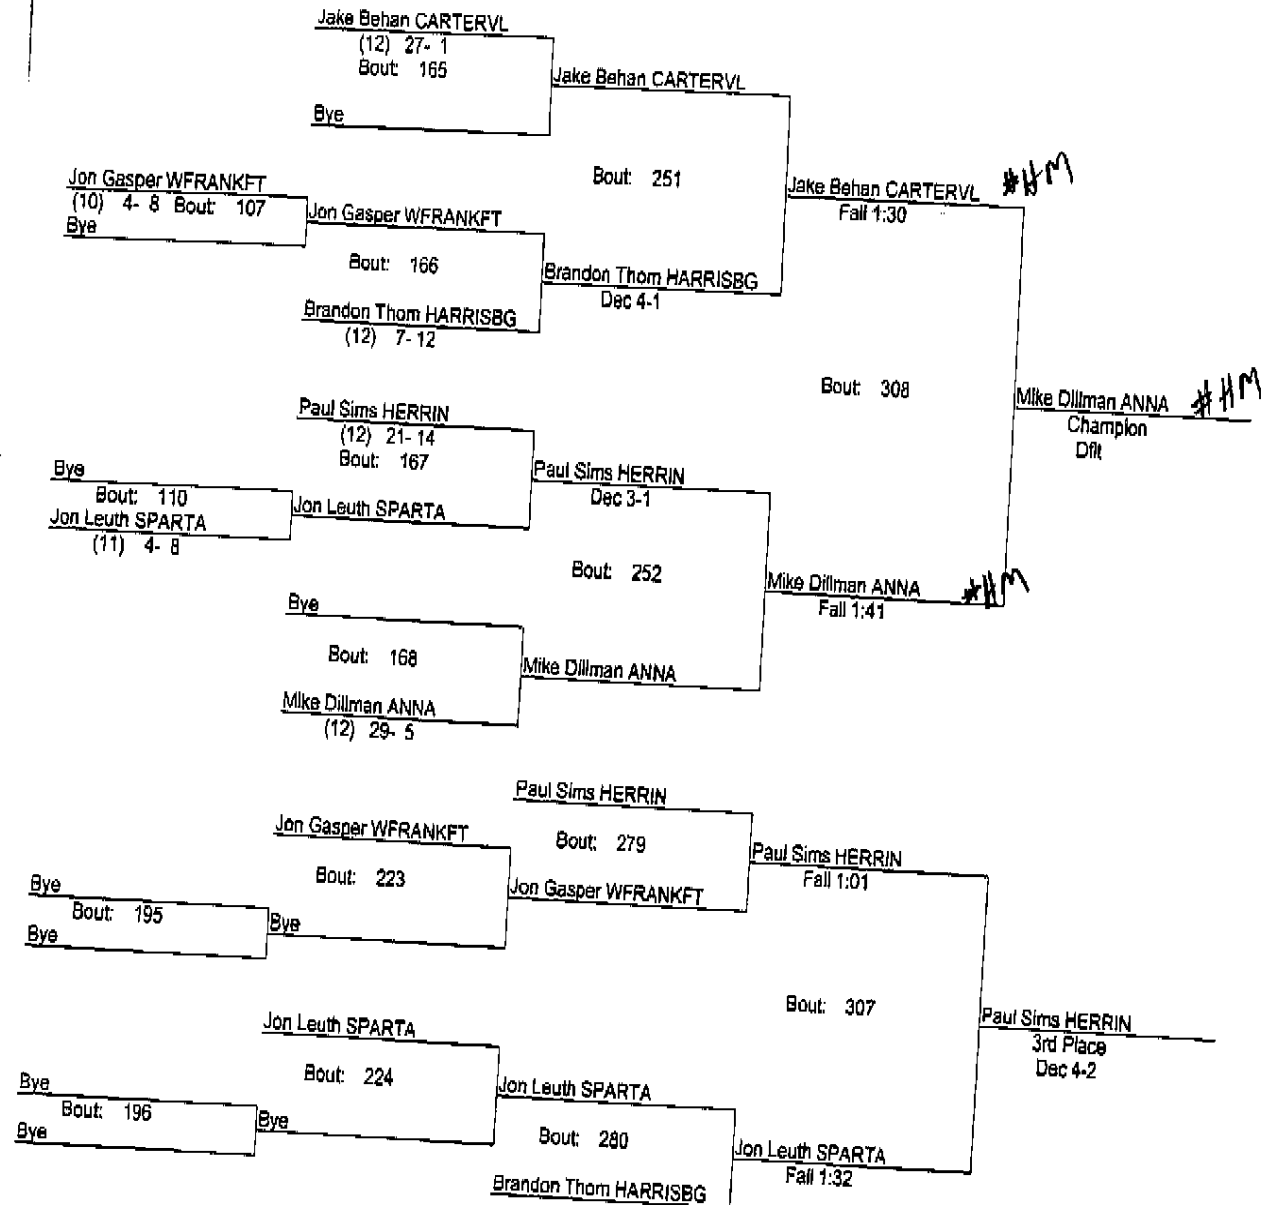 Jake Behan CARTERVL
(12) 27- 1
Bout: 165
Jake Behan CARTERVL
Bye
Bout: 251
Jon Gasper WFRANKFT
(10) 4- 8 Bout: 107
Bye
Jon Gasper WFRANKFT
Jake Behan CARTERVL #HM
Fall 1:30
Bout: 166
Brandon Thom HARRISBG
Dec 4-1
Brandon Thom HARRISBG
(12) 7- 12
Bout: 308
Mike Dillman ANNA #HM
Champion
Dflt
Paul Sims HERRIN
(12) 21- 14
Bout: 167
Paul Sims HERRIN
Dec 3-1
Bye
Bout: 110
Jon Leuth SPARTA
(11) 4- 8
Jon Leuth SPARTA
Bout: 252
Mike Dillman ANNA #HM
Fall 1:41
Bye
Bout: 168
Mike Dillman ANNA
Mike Dillman ANNA
(12) 29- 5
Paul Sims HERRIN
Jon Gasper WFRANKFT
Bout: 279
Paul Sims HERRIN
Fall 1:01
Bout: 223
Jon Gasper WFRANKFT
Bye
Bout: 195
Bye
Bye
Bout: 307
Paul Sims HERRIN
3rd Place
Dec 4-2
Jon Leuth SPARTA
Bout: 224
Jon Leuth SPARTA
Bye
Bout: 196
Bye
Bye
Bout: 280
Jon Leuth SPARTA
Fall 1:32
Brandon Thom HARRISBG